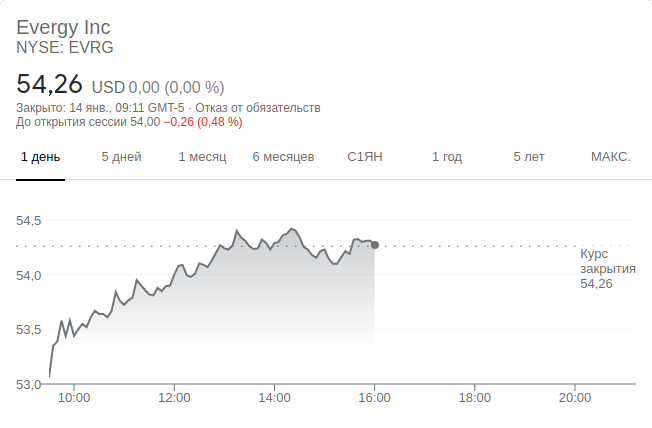 Evergy Inc
NYSE: EVRG
54,26 USD 0,00 (0,00 %)
Закрыто: 14 янв., 09:11 GMT-5 · Отказ от обязательств
До открытия сессии 54,00 −0,26 (0,48 %)
1 день 5 дней 1 месяц 6 месяцев С1ЯН 1 год 5 лет МАКС.
54,5
Курс
закрытия
54,26
54,0
53,5
53,0
10:00 12:00 14:00 16:00 18:00 20:00